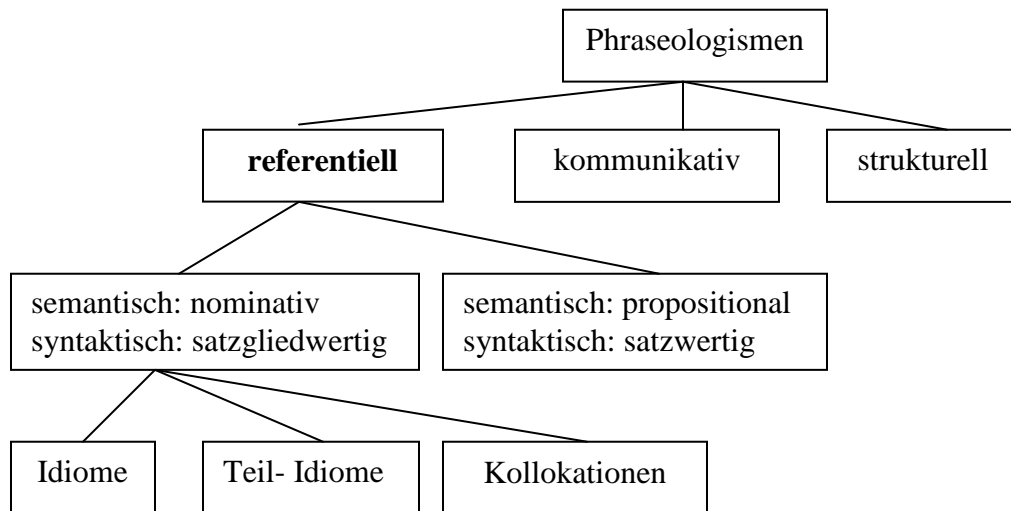 Phraseologismen
referentiell
kommunikativ
strukturell
semantisch: nominativ
syntaktisch: satzgliedwertig
semantisch: propositional
syntaktisch: satzwertig
Idiome
Teil- Idiome
Kollokationen